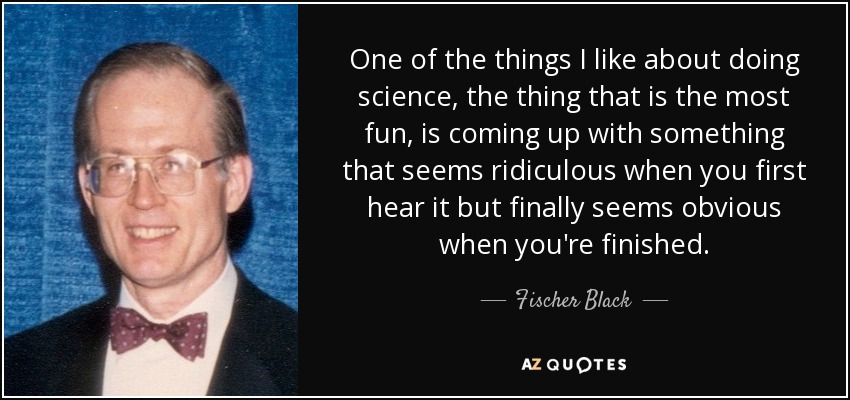 One of the things I like about doing
science, the thing that is the most
fun, is coming up with something
that seems ridiculous when you first
hear it but finally seems obvious
when you're finished.
Fischer Black
AZ QUOTES